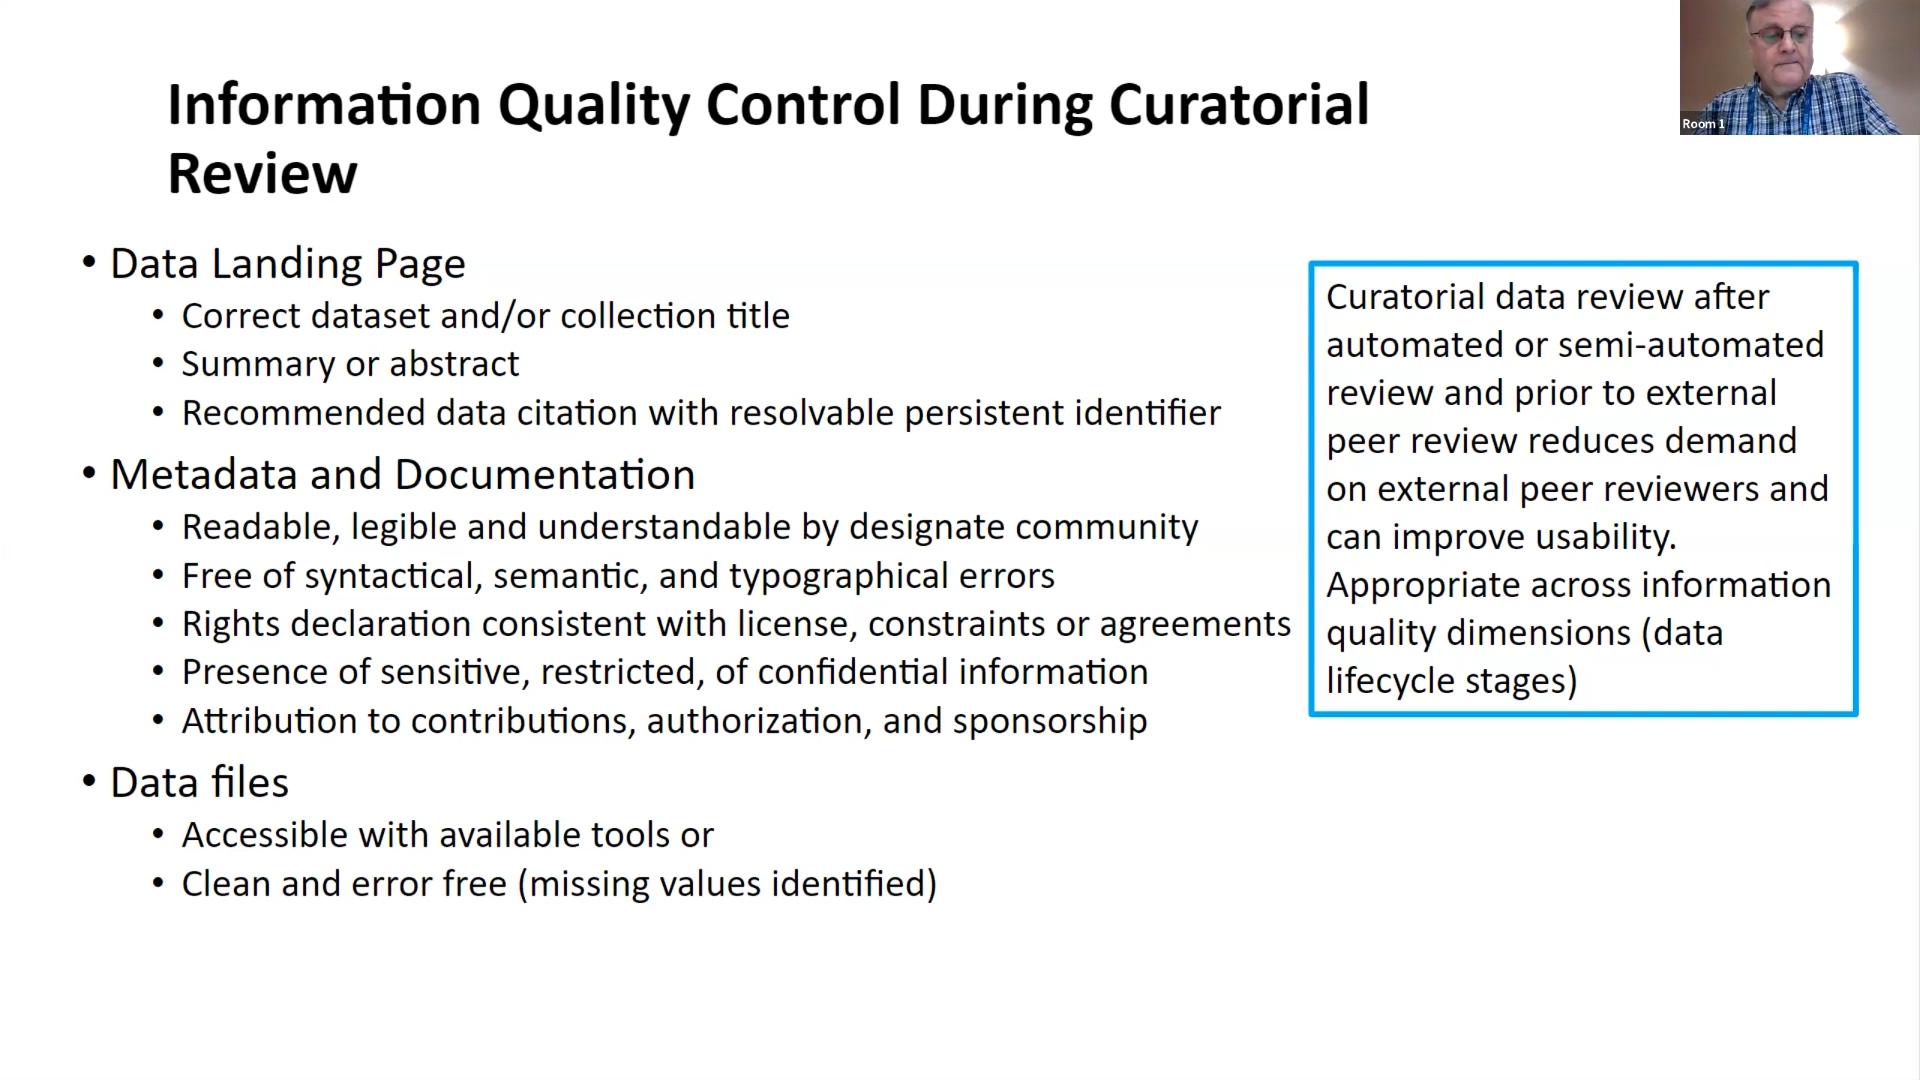 Information Quality Control During Curatorial
Review
• Data Landing Page
• Correct dataset and/or collection title
• Summary or abstract
• Recommended data citation with resolvable persistent identifier
• Metadata and Documentation
• Readable, legible and understandable by designate community
• Free of syntactical, semantic, and typographical errors
• Rights declaration consistent with license, constraints or agreements
• Presence of sensitive, restricted, of confidential information
• Attribution to contributions, authorization, and sponsorship
• Data files
• Accessible with available tools or
• Clean and error free (missing values identified)
Curatorial data review after
automated or semi-automated
review and prior to external
peer review reduces demand
on external peer reviewers and
can improve usability.
Appropriate across information
quality dimensions (data
lifecycle stages)
Room 1